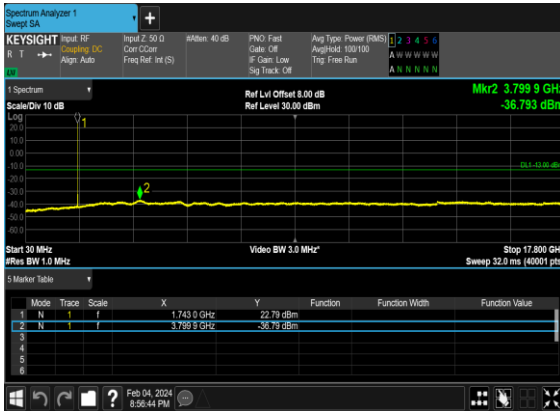 Spectrum Analyzer 1
Swept SA
KEYSIGHT Input: RF Input Z: 50 Ω #Atten: 40 dB PNO: Fast Avg Type: Power (RMS) 1 2 3 4 5 6
R T Coupling: DC Corr CCorr Gate: Off Avg|Hold: 100/100 A W W W W W
Align: Auto Freq Ref: Int (S) IF Gain: Low Trig: Free Run A N N N N N
Sig Track: Off
LXI
1 Spectrum Ref Lvl Offset 8.00 dB Mkr2 3.799 9 GHz
Scale/Div 10 dB Ref Level 30.00 dBm -36.793 dBm
Log
1
20.0
10.0
0.00
-10.0
DL1 -13.00 dBm
-20.0
-30.0
2
-40.0
-50.0
-60.0
Start 30 MHz Video BW 3.0 MHz* Stop 17.800 GHz
#Res BW 1.0 MHz Sweep 32.0 ms (40001 pts)
5 Marker Table
Mode Trace Scale X Y Function Function Width Function Value
1 N 1 f 1.743 0 GHz 22.79 dBm
2 N 1 f 3.799 9 GHz -36.79 dBm
3
4
5
6
? Feb 04, 2024
8:56:44 PM